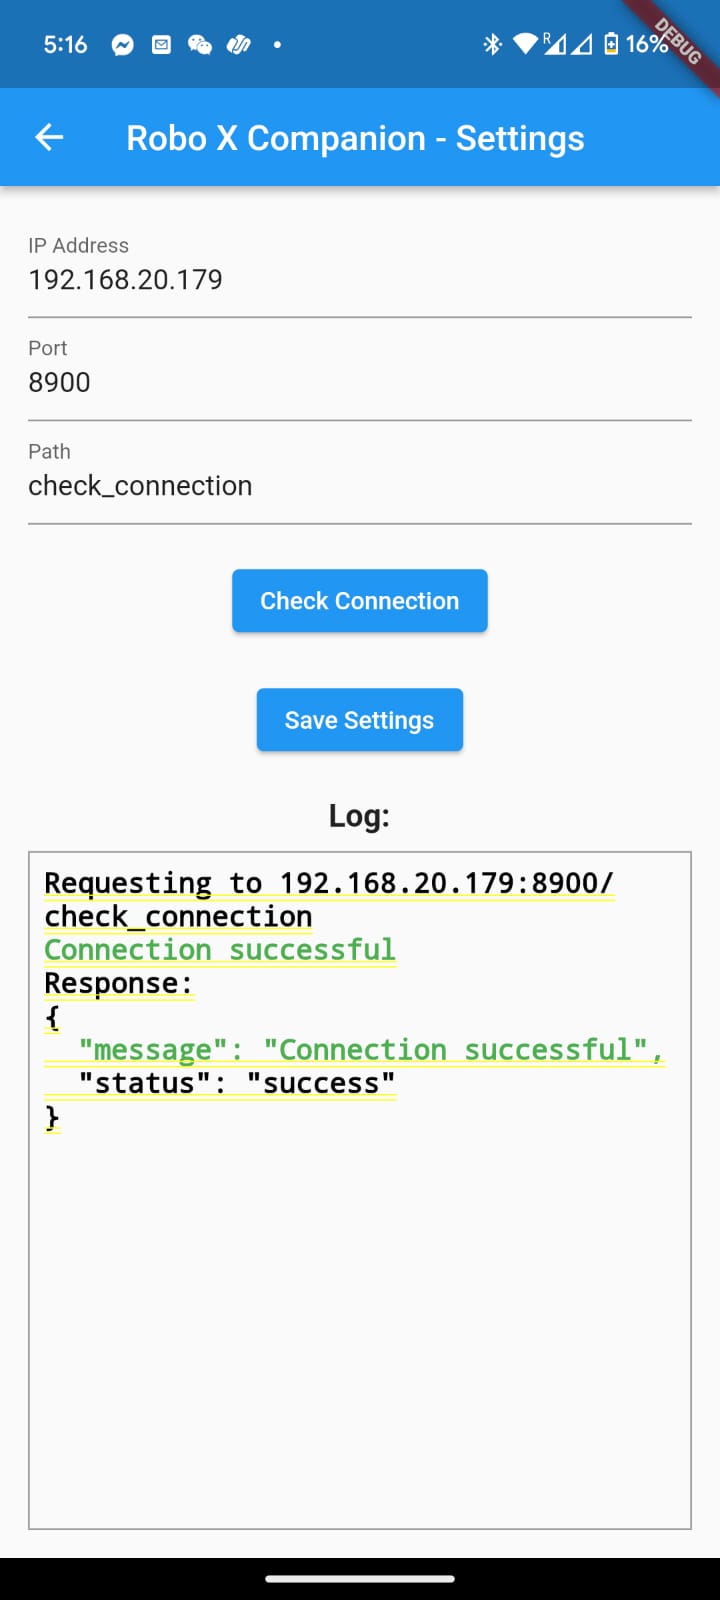 5:16
R
16%
DEBUG
Robo X Companion - Settings
IP Address
192.168.20.179
Port
8900
Path
check_connection
Check Connection
Save Settings
Log:
Requesting to 192.168.20.179:8900/
check_connection
Connection successful
Response:
{
"message": "Connection successful",
"status": "success"
}